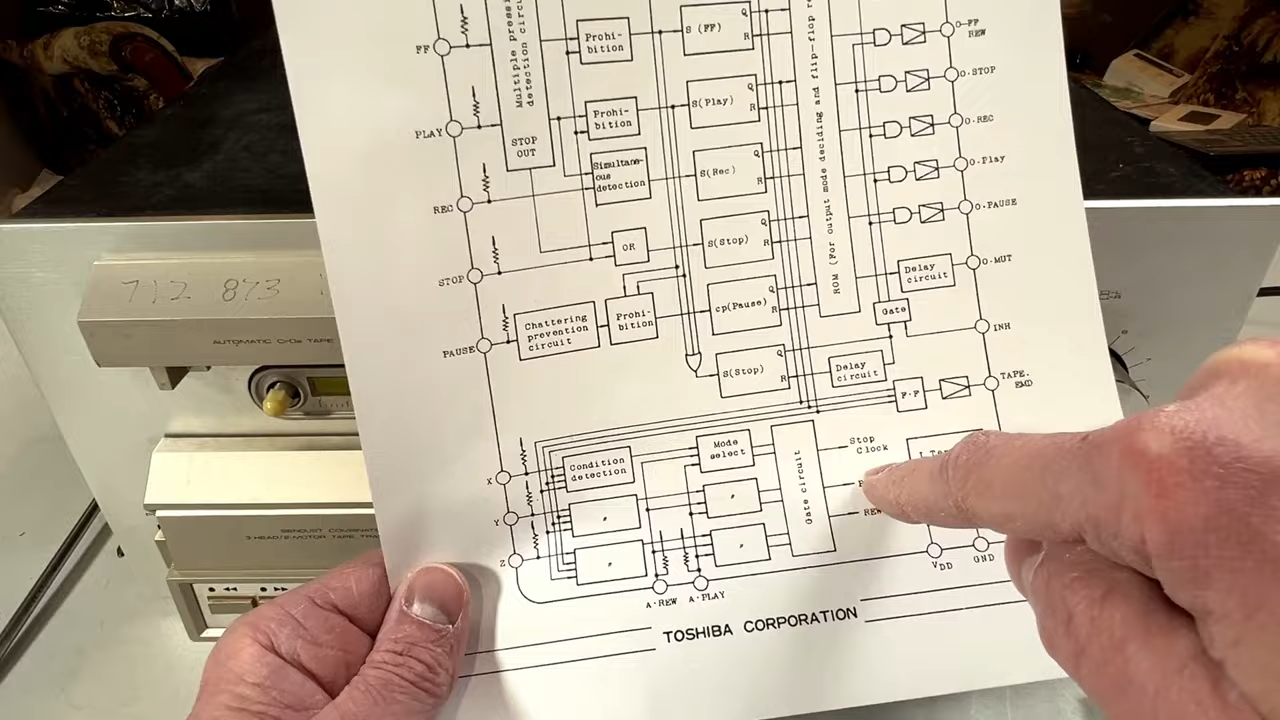 FF
PLAY
REC
STOP
PAUSE
Multiple
detection
STOP
OUT
Prohi-
bition
Prohi-
bition
Simultane-
ous
detection
OR
Chattering
prevention
circuit
Prohi-
bition
S (FF)
Q
R
S(Play)
Q
R
S(Rec)
Q
R
S(Stop)
Q
R
cp(Pause)
Q
R
S(Stop)
Q
R
ROM (For output mode deciding and flip-flop
O-FF
REW
O.STOP
O.REC
O.Play
O.PAUSE
O.MUT
INH
TAPE.
EMD
Delay
circuit
Gate
Delay
circuit
F·F
X
Y
Z
Condition
detection
〃
〃
Mode
select
〃
〃
Gate circuit
Stop
Clock
VDD
GND
A·REW A·PLAY
TOSHIBA CORPORATION
712 873
AUTOMATIC CrO₂ TAPE